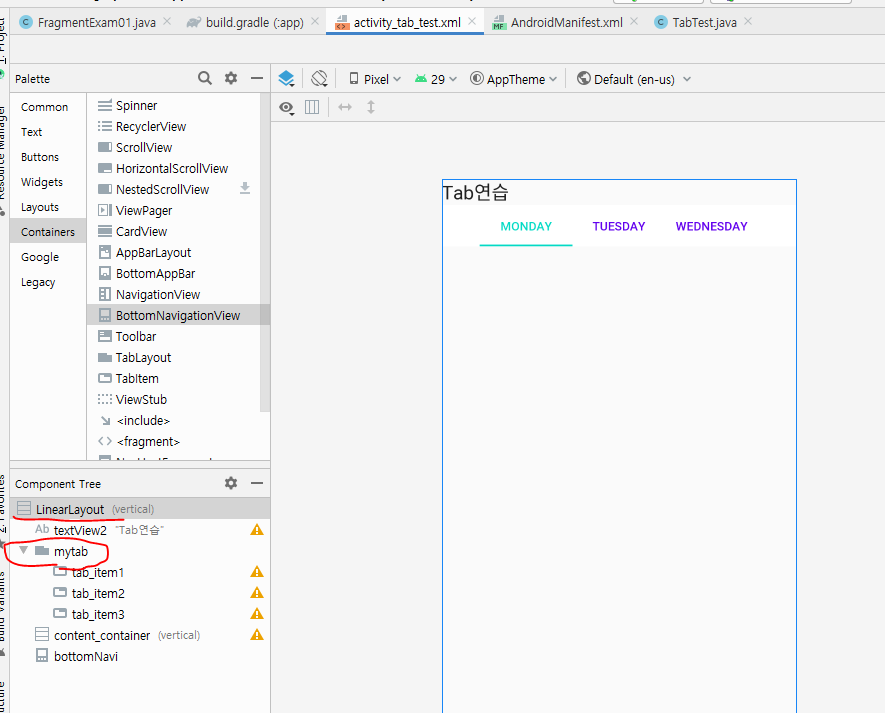 FragmentExam01.java
build.gradle (:app)
activity_tab_test.xml
AndroidManifest.xml
TabTest.java
Project
Resource Manager
Palette
Common
Text
Buttons
Widgets
Layouts
Containers
Google
Legacy
Spinner
RecyclerView
ScrollView
HorizontalScrollView
NestedScrollView
ViewPager
CardView
AppBarLayout
BottomAppBar
NavigationView
BottomNavigationView
Toolbar
TabLayout
TabItem
ViewStub
<include>
<fragment>
Pixel
29
AppTheme
Default (en-us)
Tab연습
MONDAY TUESDAY WEDNESDAY
Component Tree
LinearLayout (vertical)
Ab textView2 "Tab연습"
mytab
tab_item1
tab_item2
tab_item3
content_container (vertical)
bottomNavi
2: Favorites
Build Variants